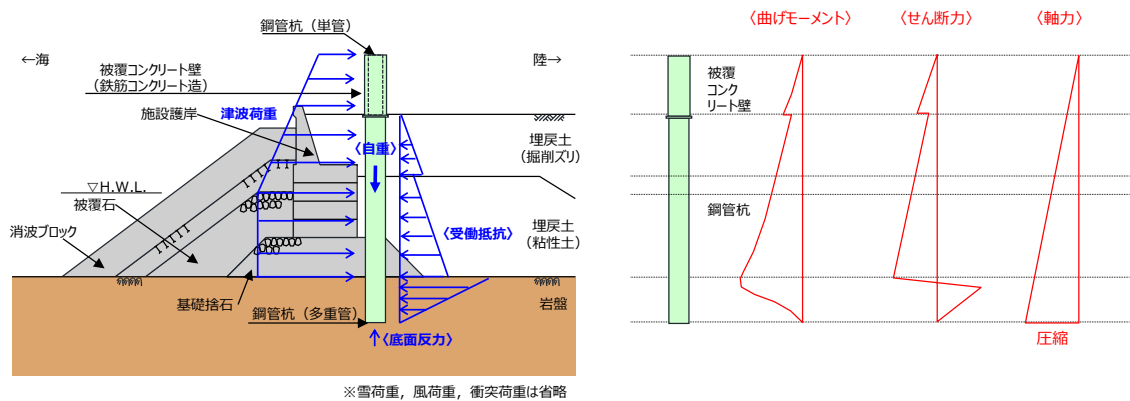 鋼管杭（単管）
←海
陸→
被覆コンクリート壁
（鉄筋コンクリート造）
津波荷重
施設護岸
〈自重〉
埋戻土
（掘削ズリ）
▽H.W.L.
被覆石
消波ブロック
〈受働抵抗〉
埋戻土
（粘性土）
基礎捨石
岩盤
鋼管杭（多重管）
〈底面反力〉
※雪荷重，風荷重，衝突荷重は省略
〈曲げモーメント〉
〈せん断力〉
〈軸力〉
被覆
コンク
リート壁
鋼管杭
圧縮